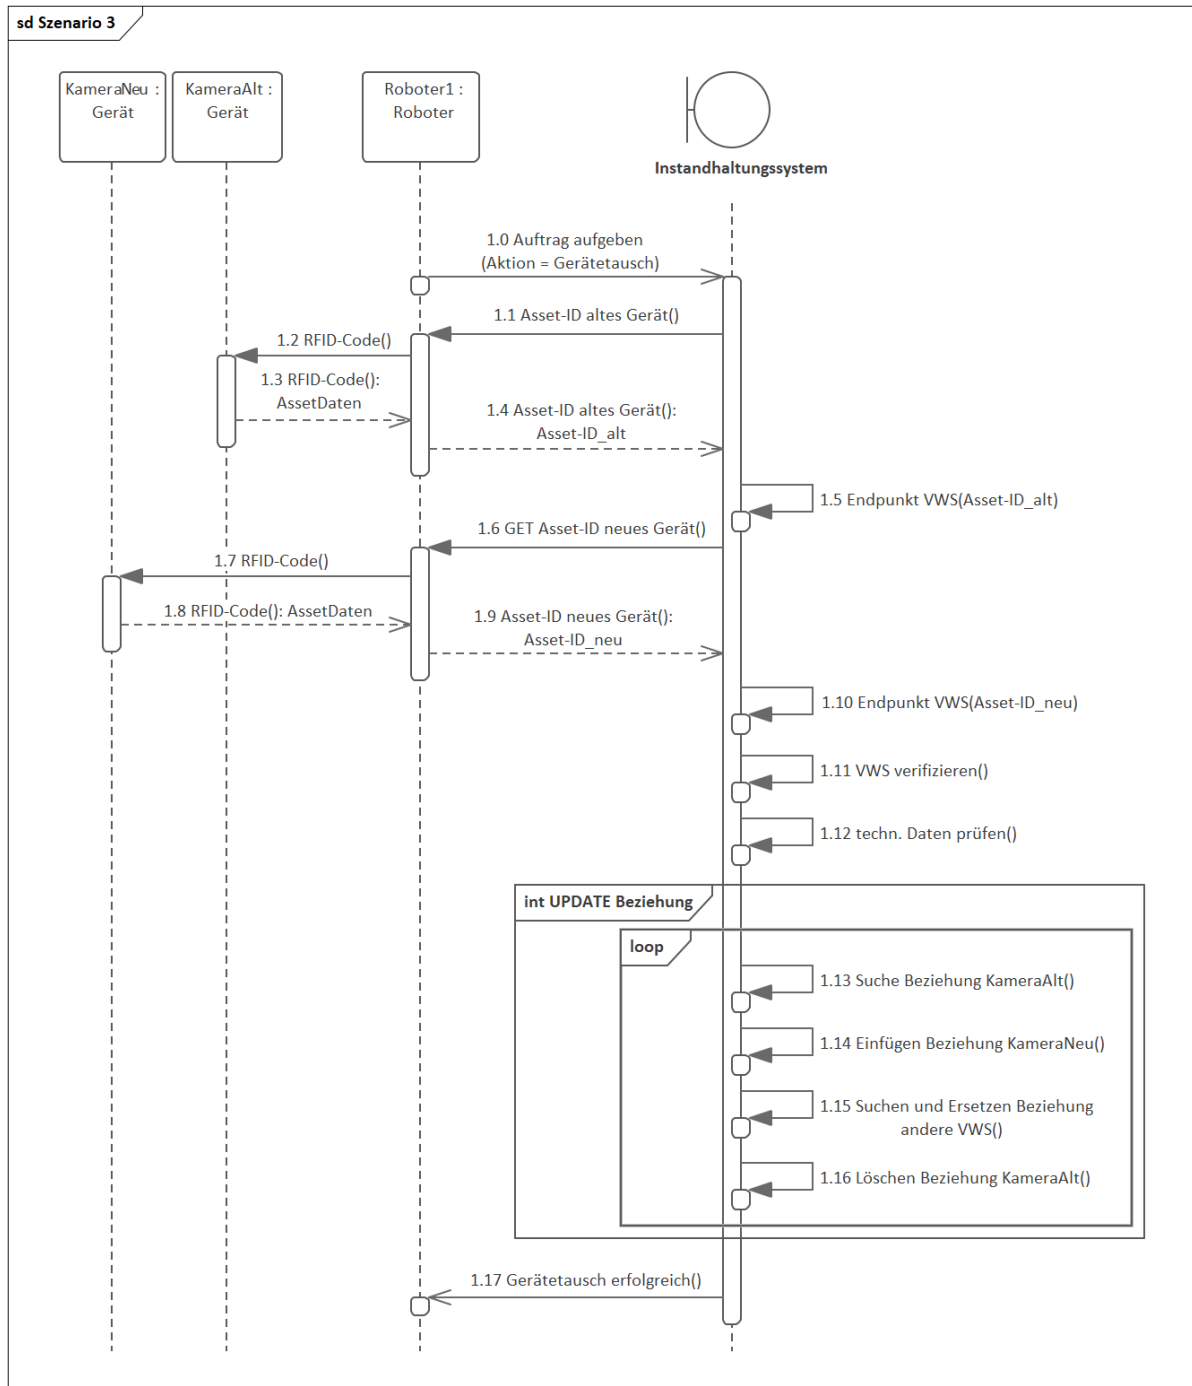 sd Szenario 3
KameraNeu :
Gerät
KameraAlt :
Gerät
Roboter1 :
Roboter
Instandhaltungssystem
1.0 Auftrag aufgeben
(Aktion = Gerätetausch)
1.1 Asset-ID altes Gerät()
1.2 RFID-Code()
1.3 RFID-Code():
AssetDaten
1.4 Asset-ID altes Gerät():
Asset-ID_alt
1.5 Endpunkt VWS(Asset-ID_alt)
1.6 GET Asset-ID neues Gerät()
1.7 RFID-Code()
1.8 RFID-Code(): AssetDaten
1.9 Asset-ID neues Gerät():
Asset-ID_neu
1.10 Endpunkt VWS(Asset-ID_neu)
1.11 VWS verifizieren()
1.12 techn. Daten prüfen()
int UPDATE Beziehung
loop
1.13 Suche Beziehung KameraAlt()
1.14 Einfügen Beziehung KameraNeu()
1.15 Suchen und Ersetzen Beziehung
andere VWS()
1.16 Löschen Beziehung KameraAlt()
1.17 Gerätetausch erfolgreich()